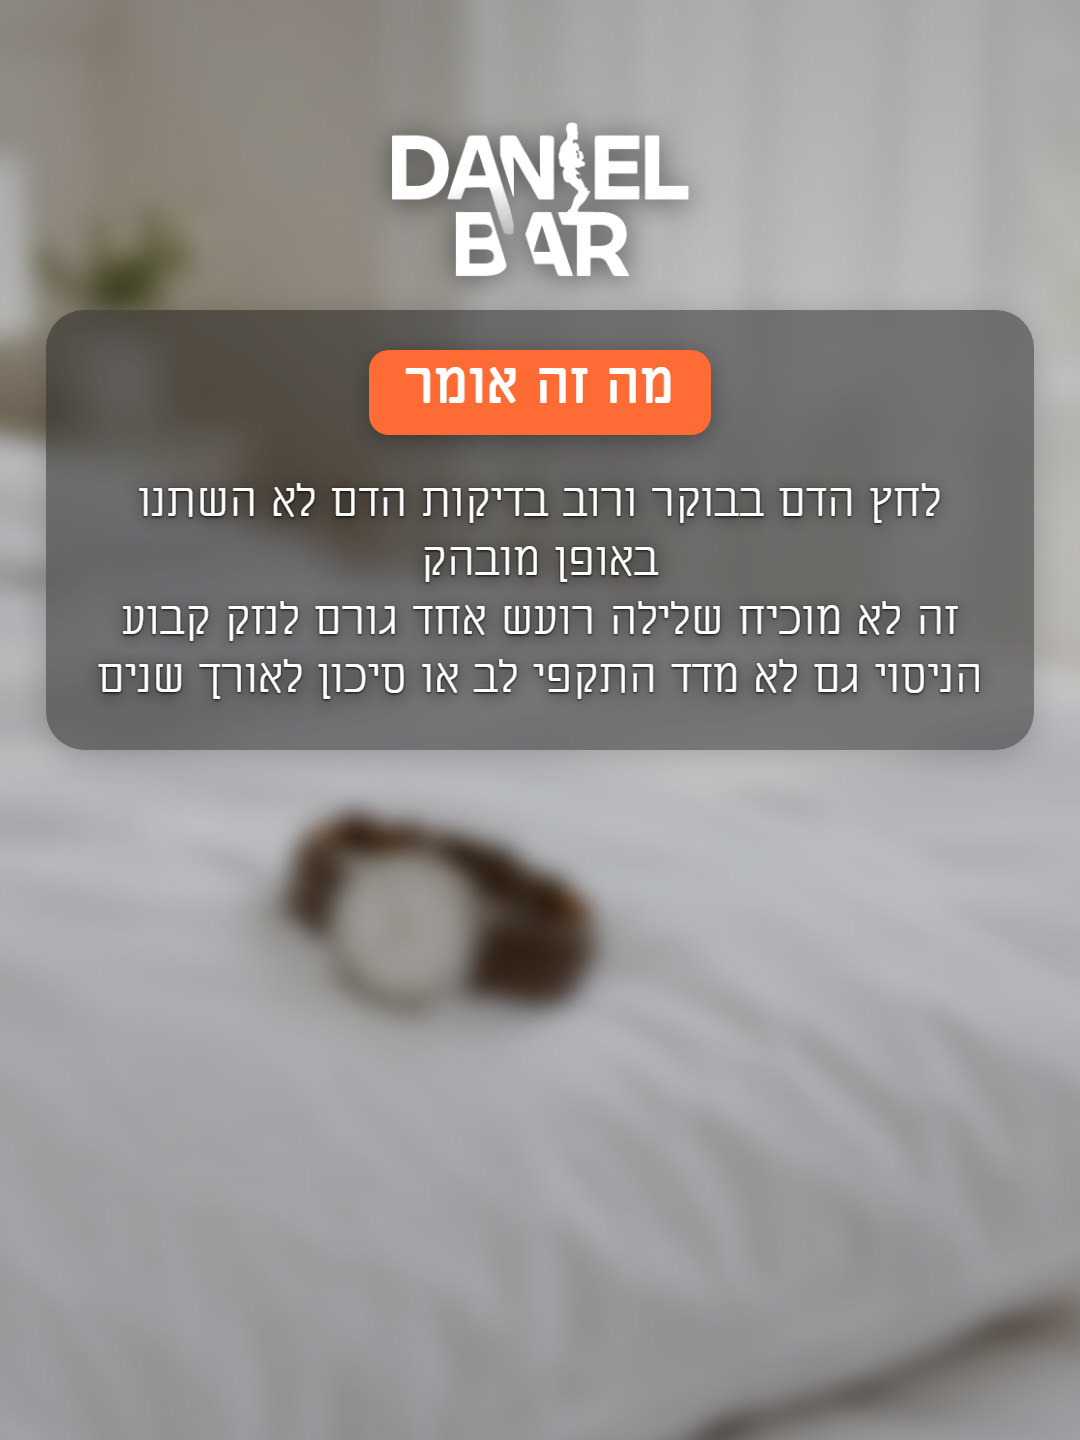 DANIEL
BAR
מה זה אומר
לחץ הדם בבוקר ורוב בדיקות הדם לא השתנו
באופן מובהק
זה לא מוכיח שלילה רועש אחד גורם לנזק קבוע
הניסוי גם לא מדד התקפי לב או סיכון לאורך שנים